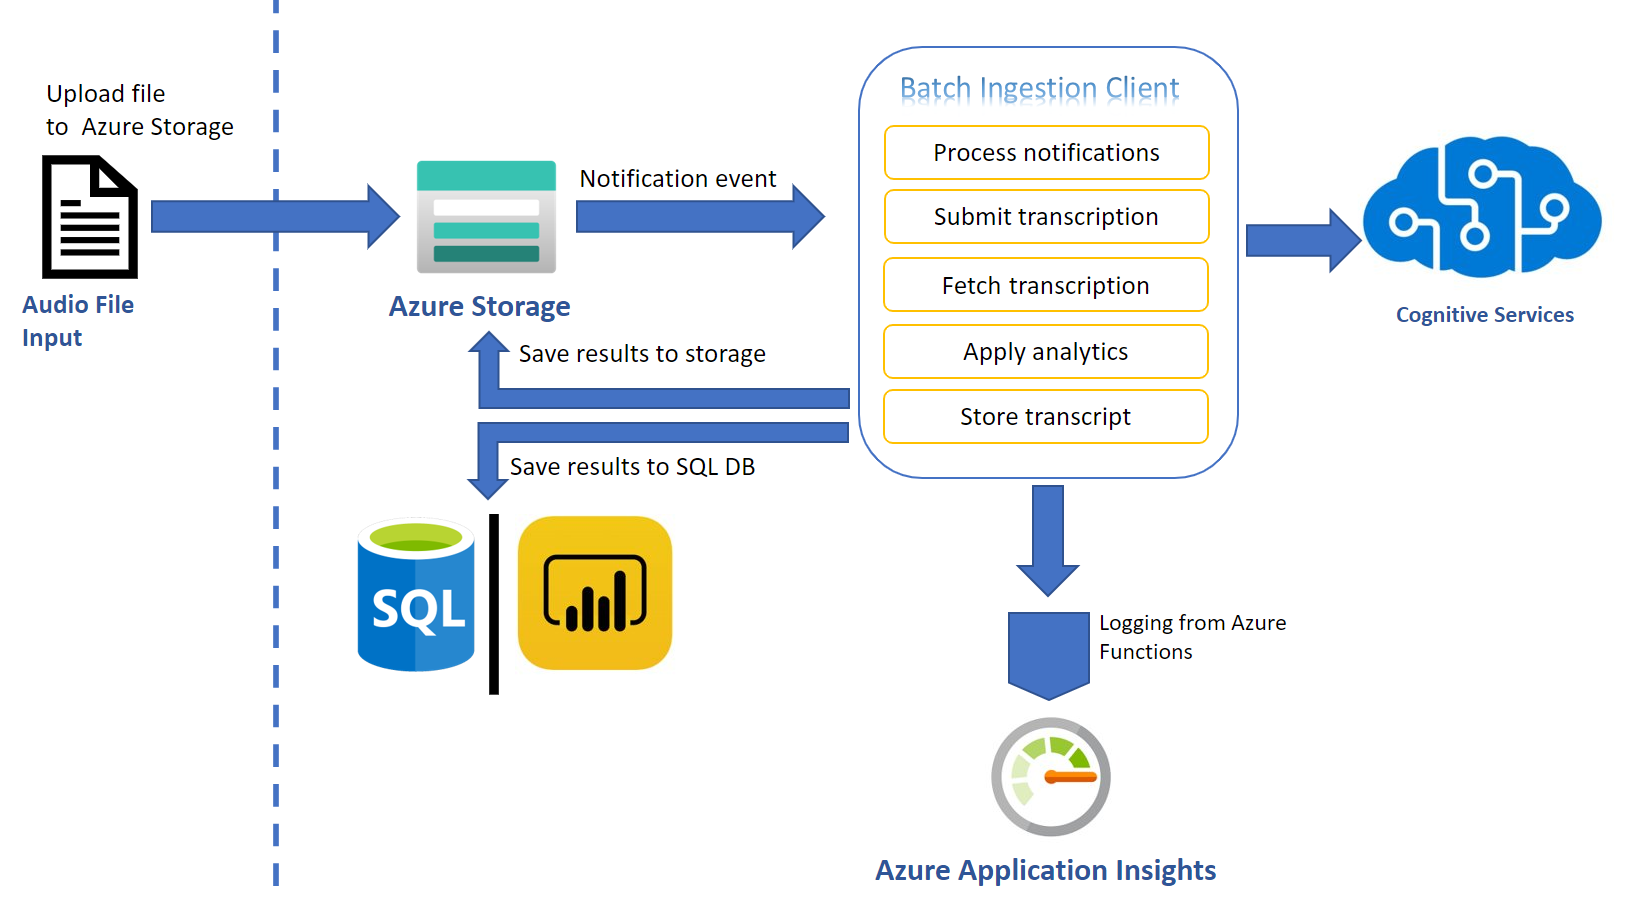 Upload file
to Azure Storage
Audio File
Input
Azure Storage
Notification event
Batch Ingestion Client
Process notifications
Submit transcription
Fetch transcription
Apply analytics
Store transcript
Cognitive Services
Save results to storage
Save results to SQL DB
SQL
Logging from Azure
Functions
Azure Application Insights